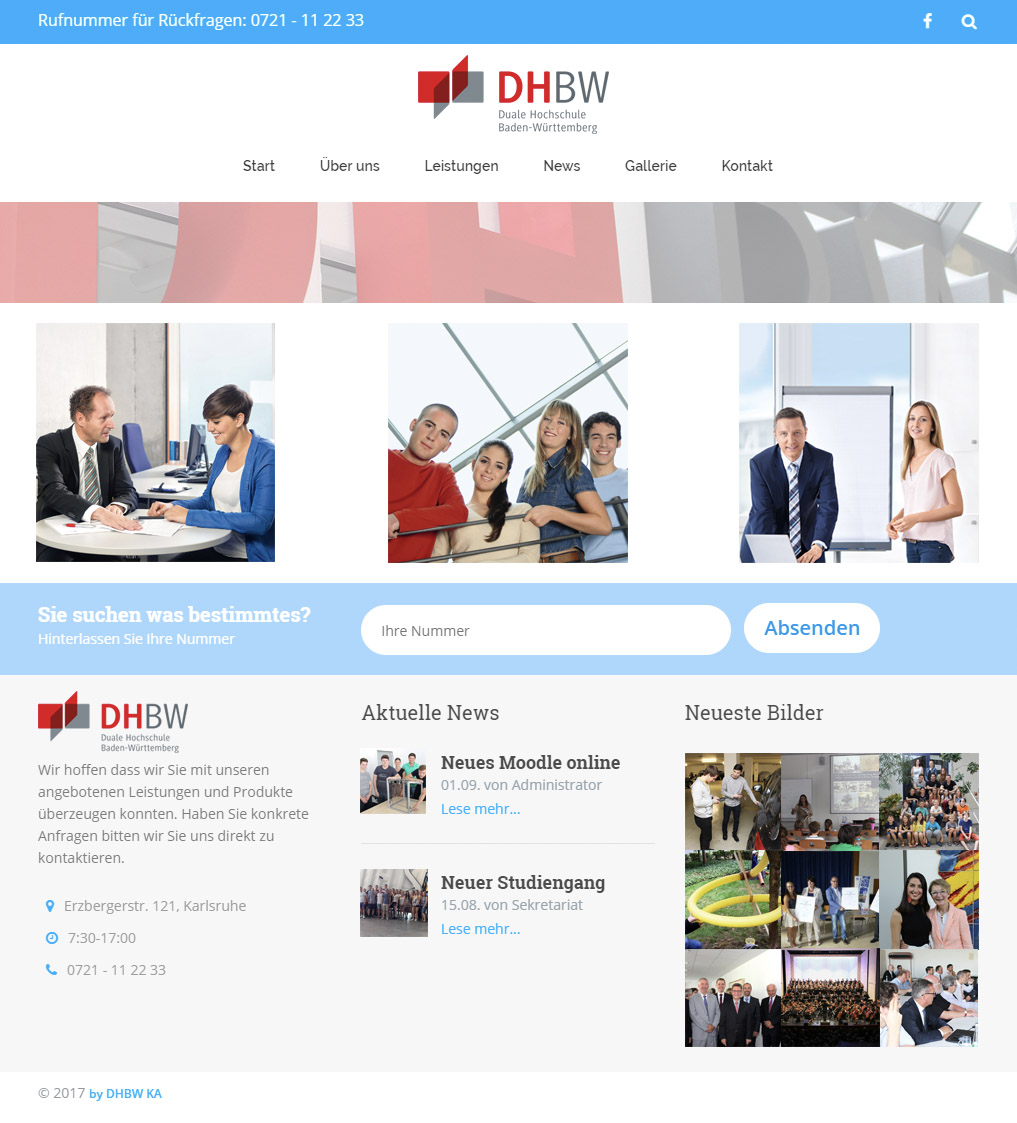 Rufnummer für Rückfragen: 0721 - 11 22 33
DHBW
Duale Hochschule
Baden-Württemberg
Start Über uns Leistungen News Gallerie Kontakt
Sie suchen was bestimmtes?
Hinterlassen Sie Ihre Nummer
Ihre Nummer
Absenden
DHBW
Duale Hochschule
Baden-Württemberg
Wir hoffen dass wir Sie mit unseren
angebotenen Leistungen und Produkte
überzeugen konnten. Haben Sie konkrete
Anfragen bitten wir Sie uns direkt zu
kontaktieren.
Erzbergerstr. 121, Karlsruhe
7:30-17:00
0721 - 11 22 33
Aktuelle News
Neues Moodle online
01.09. von Administrator
Lese mehr...
Neuer Studiengang
15.08. von Sekretariat
Lese mehr...
Neueste Bilder
© 2017 by DHBW KA